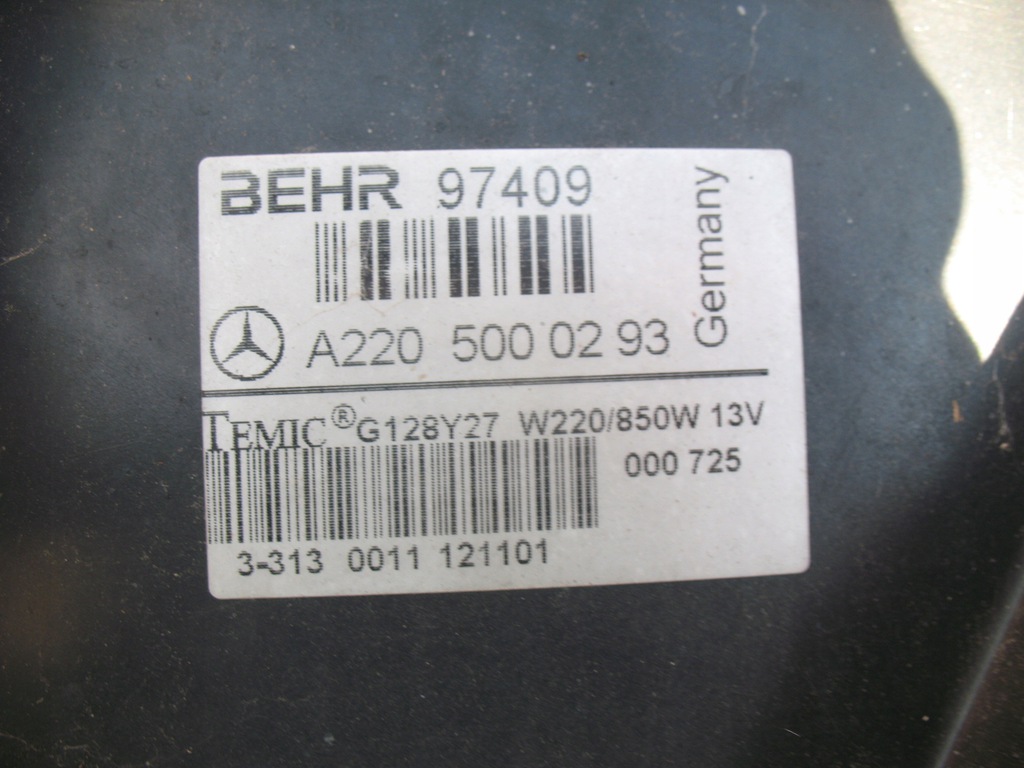 BEHR 97409
Germany
A220 500 02 93
TEMIC® G128Y27 W220/850W 13V
000 725
3-313 0011 121101